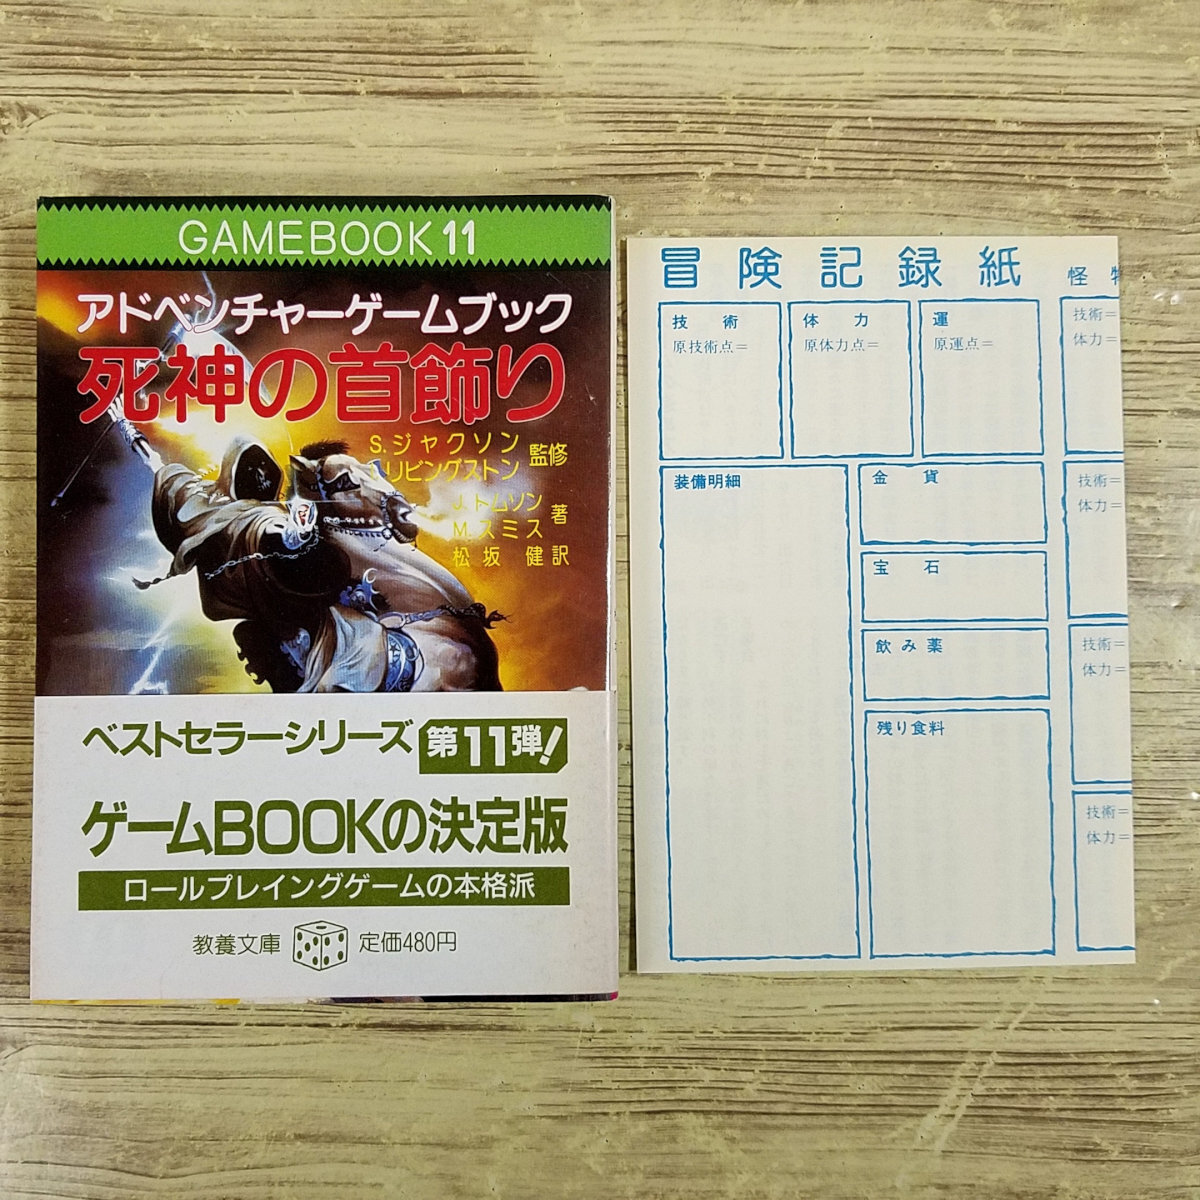 GAMEBOOK 11
アドベンチャーゲームブック
死神の首飾り
S.ジャクソン
リビングストン
監修
J.トムソン
M.スミス
著
松坂 健訳
ベストセラーシリーズ 第11弾!
ゲームBOOKの決定版
ロールプレイングゲームの本格派
教養文庫 定価480円
冒険記録紙
技術
原技術点=
体力
原体力点=
運
原運点=
装備明細
金貨
宝石
飲み薬
残り食料
怪物
技術=
体力=
技術=
体力=
技術=
体力=
技術=
体力=